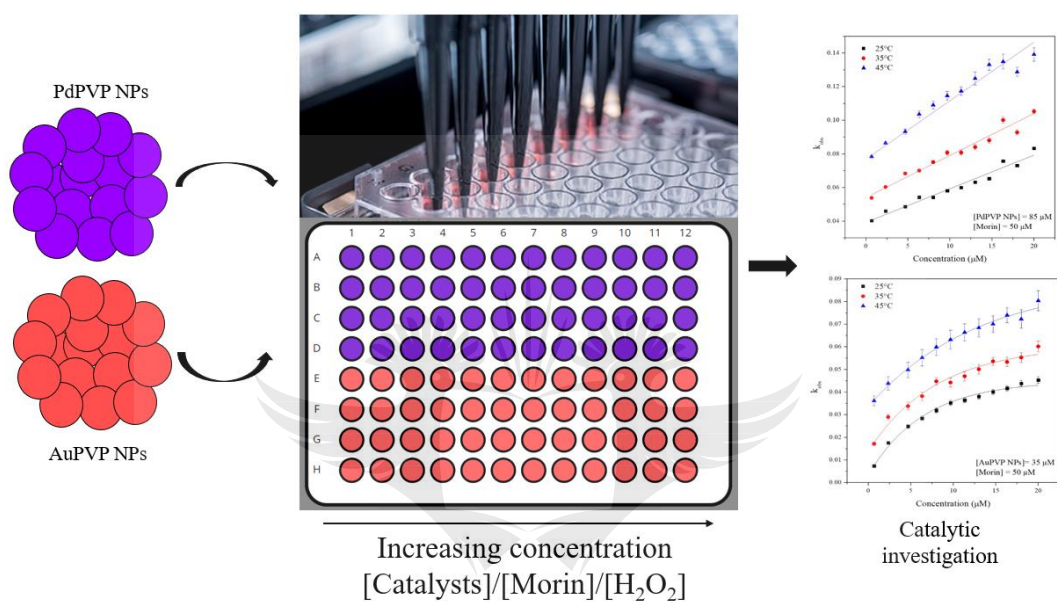 PdPVP NPs
AuPVP NPs
1 2 3 4 5 6 7 8 9 10 11 12
A
B
C
D
E
F
G
H
Increasing concentration
[Catalysts]/[Morin]/[H₂O₂]
25°C
35°C
45°C
0.14
0.12
0.10
0.08
0.06
0.04
k_obs
[PdPVP NPs] = 85 μM
[Morin] = 50 μM
0 5 10 15 20
Concentration (μM)
25°C
35°C
45°C
0.09
0.08
0.07
0.06
0.05
0.04
0.03
0.02
0.01
0.00
k_obs
[AuPVP NPs]= 35 μM
[Morin] = 50 μM
0 5 10 15 20
Concentration (μM)
Catalytic
investigation